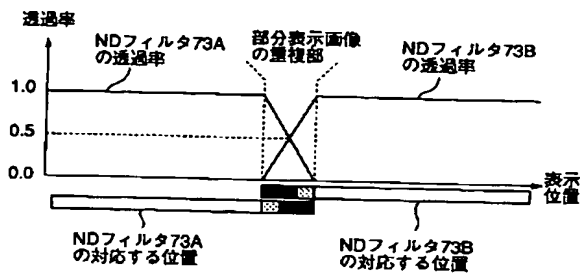 透過率
NDフィルタ73A
の透過率
部分表示画像
の重複部
NDフィルタ73B
の透過率
1.0
0.5
0.0
表示
位置
NDフィルタ73A
の対応する位置
NDフィルタ73B
の対応する位置